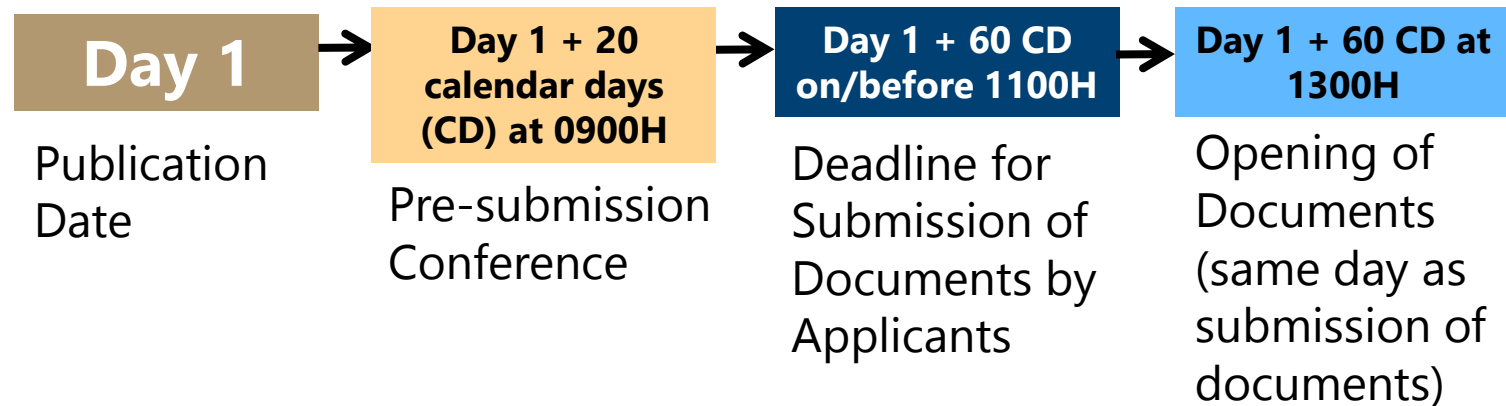 Day 1
Publication
Date
Day 1 + 20
calendar days
(CD) at 0900H
Pre-submission
Conference
Day 1 + 60 CD
on/before 1100H
Deadline for
Submission of
Documents by
Applicants
Day 1 + 60 CD at
1300H
Opening of
Documents
(same day as
submission of
documents)